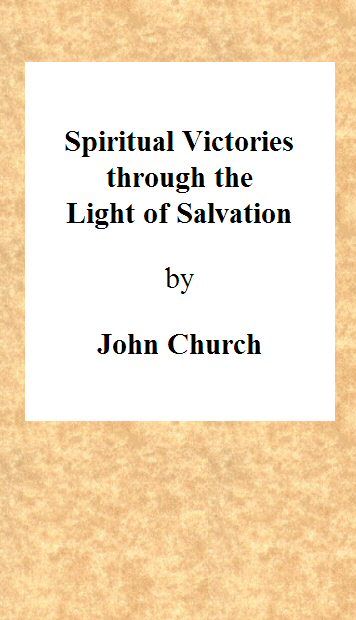 Spiritual Victories
through the
Light of Salvation
by
John Church